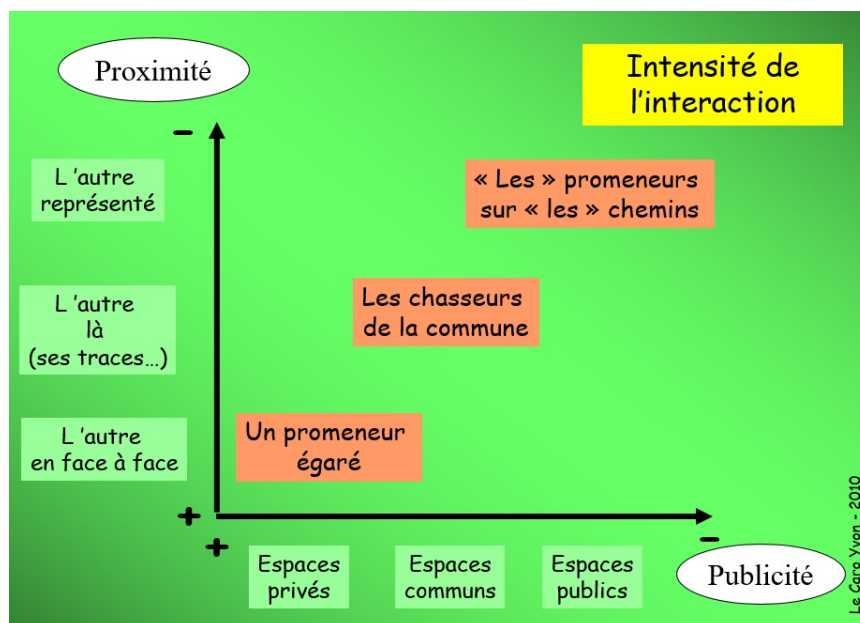 Proximité
Intensité de
l'interaction
-
L 'autre
représenté
« Les » promeneurs
sur « les » chemins
L 'autre
là
(ses traces…)
Les chasseurs
de la commune
L 'autre
en face à face
Un promeneur
égaré
+
+
-
Espaces
privés
Espaces
communs
Espaces
publics
Publicité
Le Caro Yvon - 2010